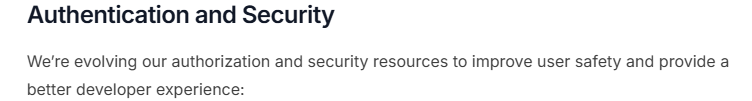 Authentication and Security
We’re evolving our authorization and security resources to improve user safety and provide a
better developer experience: